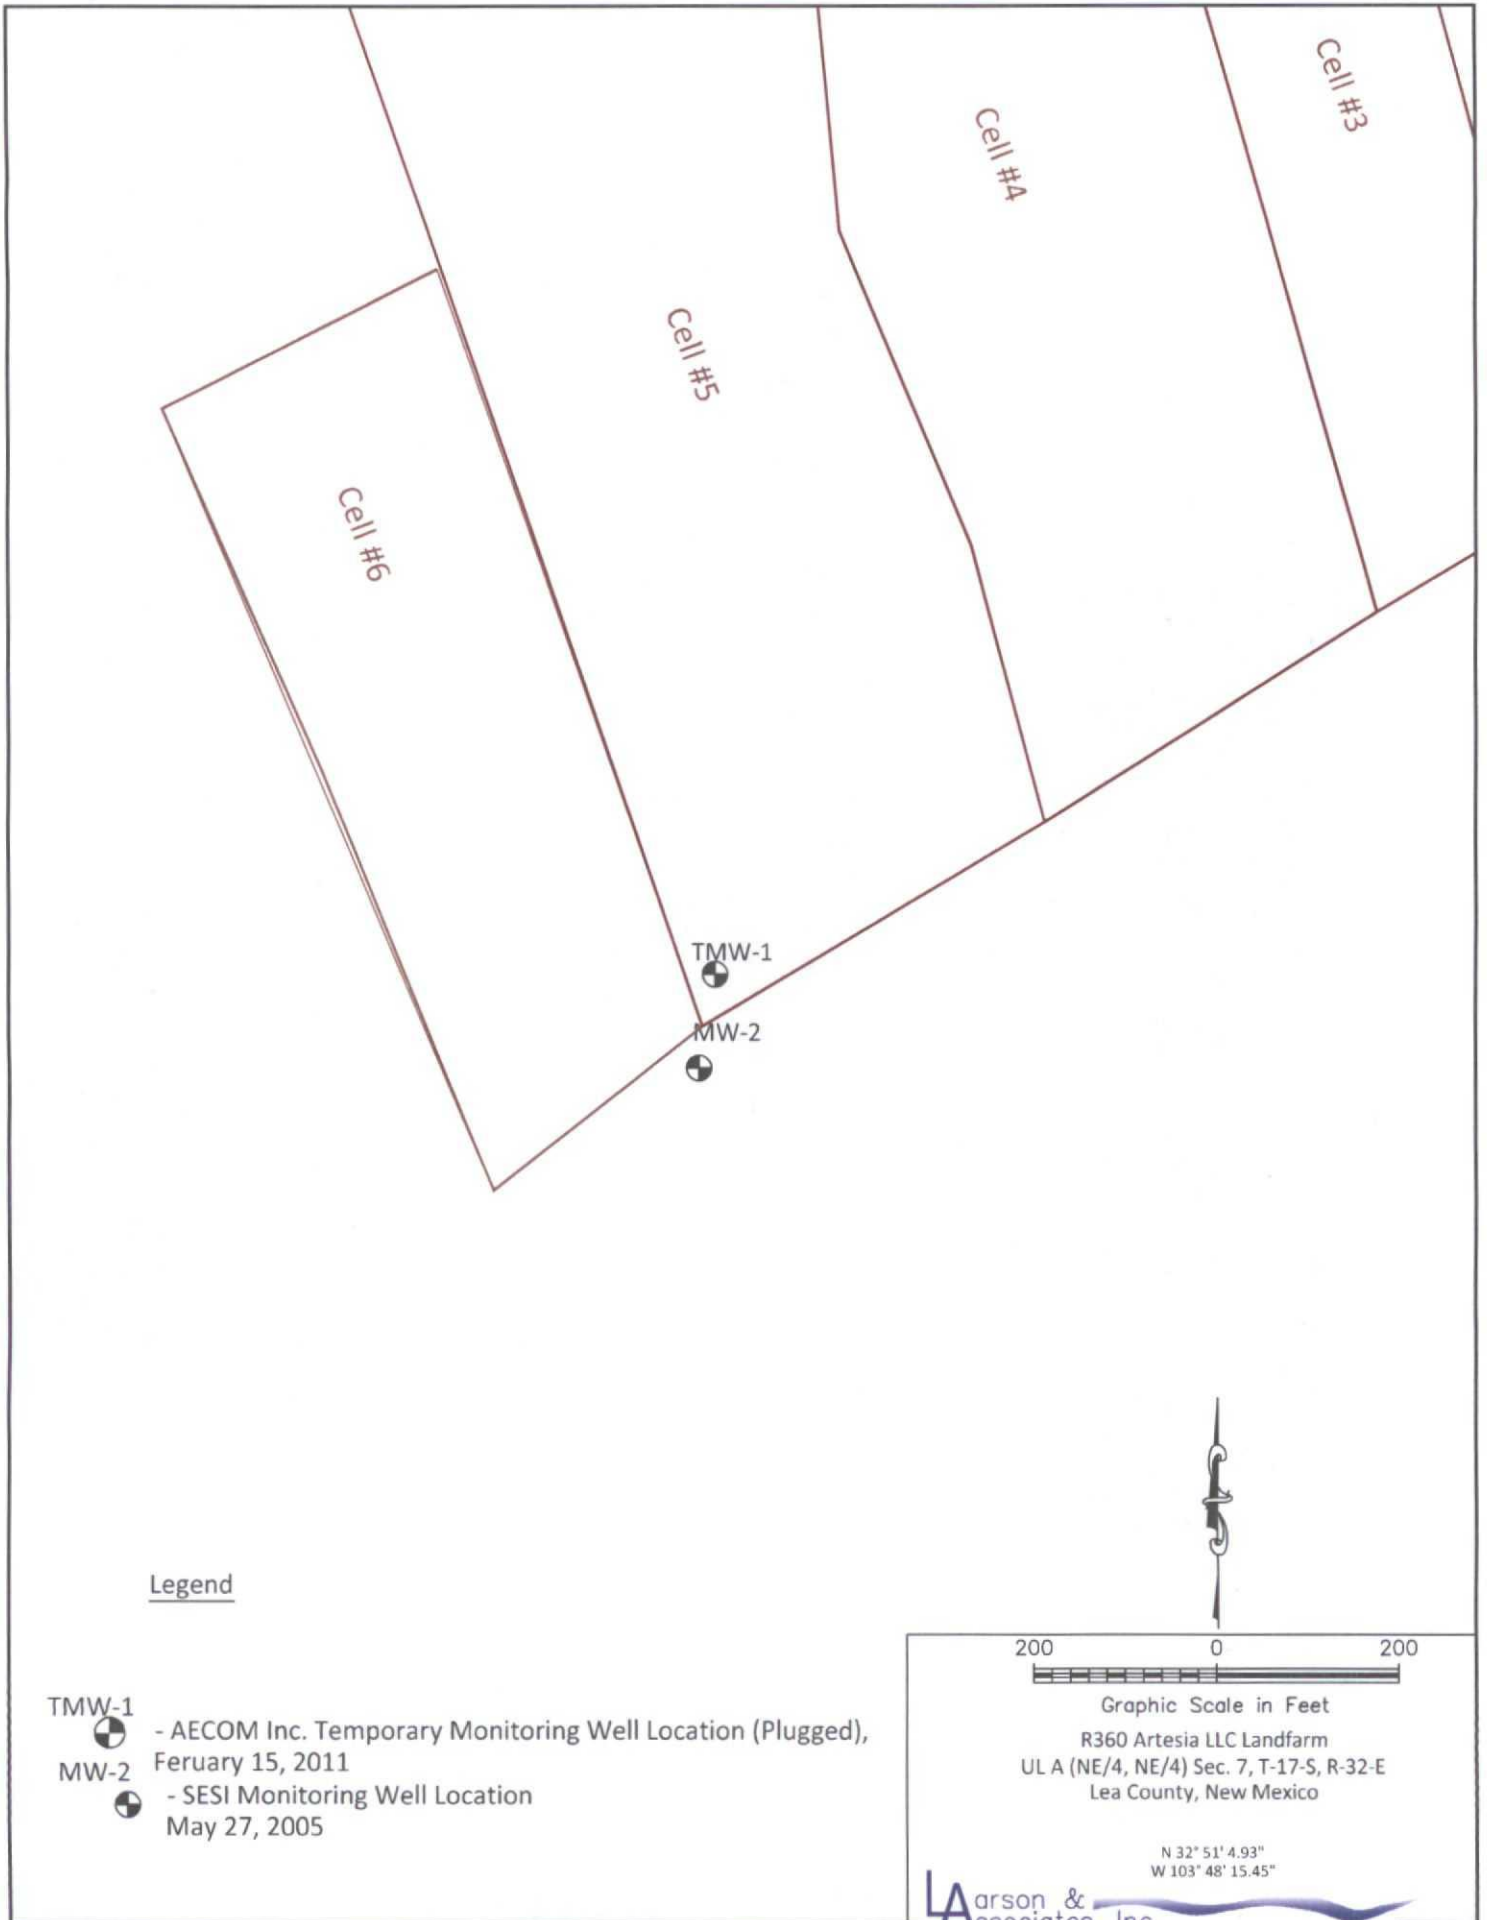 Cell #3
Cell #4
Cell #5
Cell #6
TMW-1
MW-2
Legend
TMW-1
- AECOM Inc. Temporary Monitoring Well Location (Plugged),
Feruary 15, 2011
MW-2
- SESI Monitoring Well Location
May 27, 2005
200 0 200
Graphic Scale in Feet
R360 Artesia LLC Landfarm
UL A (NE/4, NE/4) Sec. 7, T-17-S, R-32-E
Lea County, New Mexico
N 32° 51' 4.93"
W 103° 48' 15.45"
Larson &
Associates, Inc.